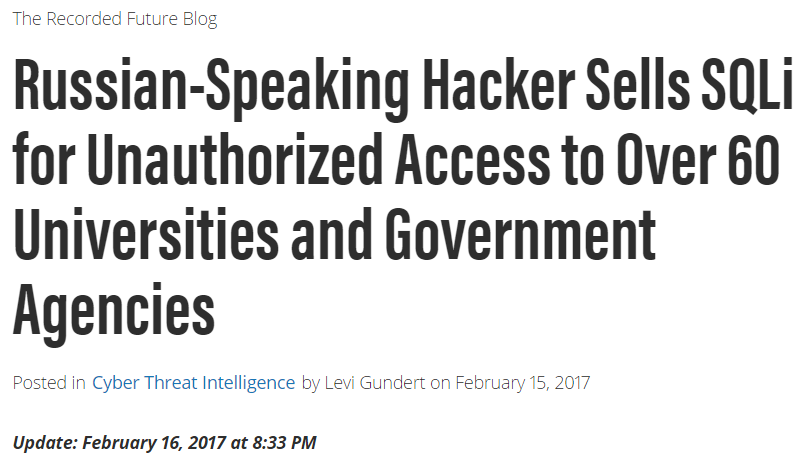 The Recorded Future Blog
Russian-Speaking Hacker Sells SQLi
for Unauthorized Access to Over 60
Universities and Government
Agencies
Posted in Cyber Threat Intelligence by Levi Gundert on February 15, 2017
Update: February 16, 2017 at 8:33 PM